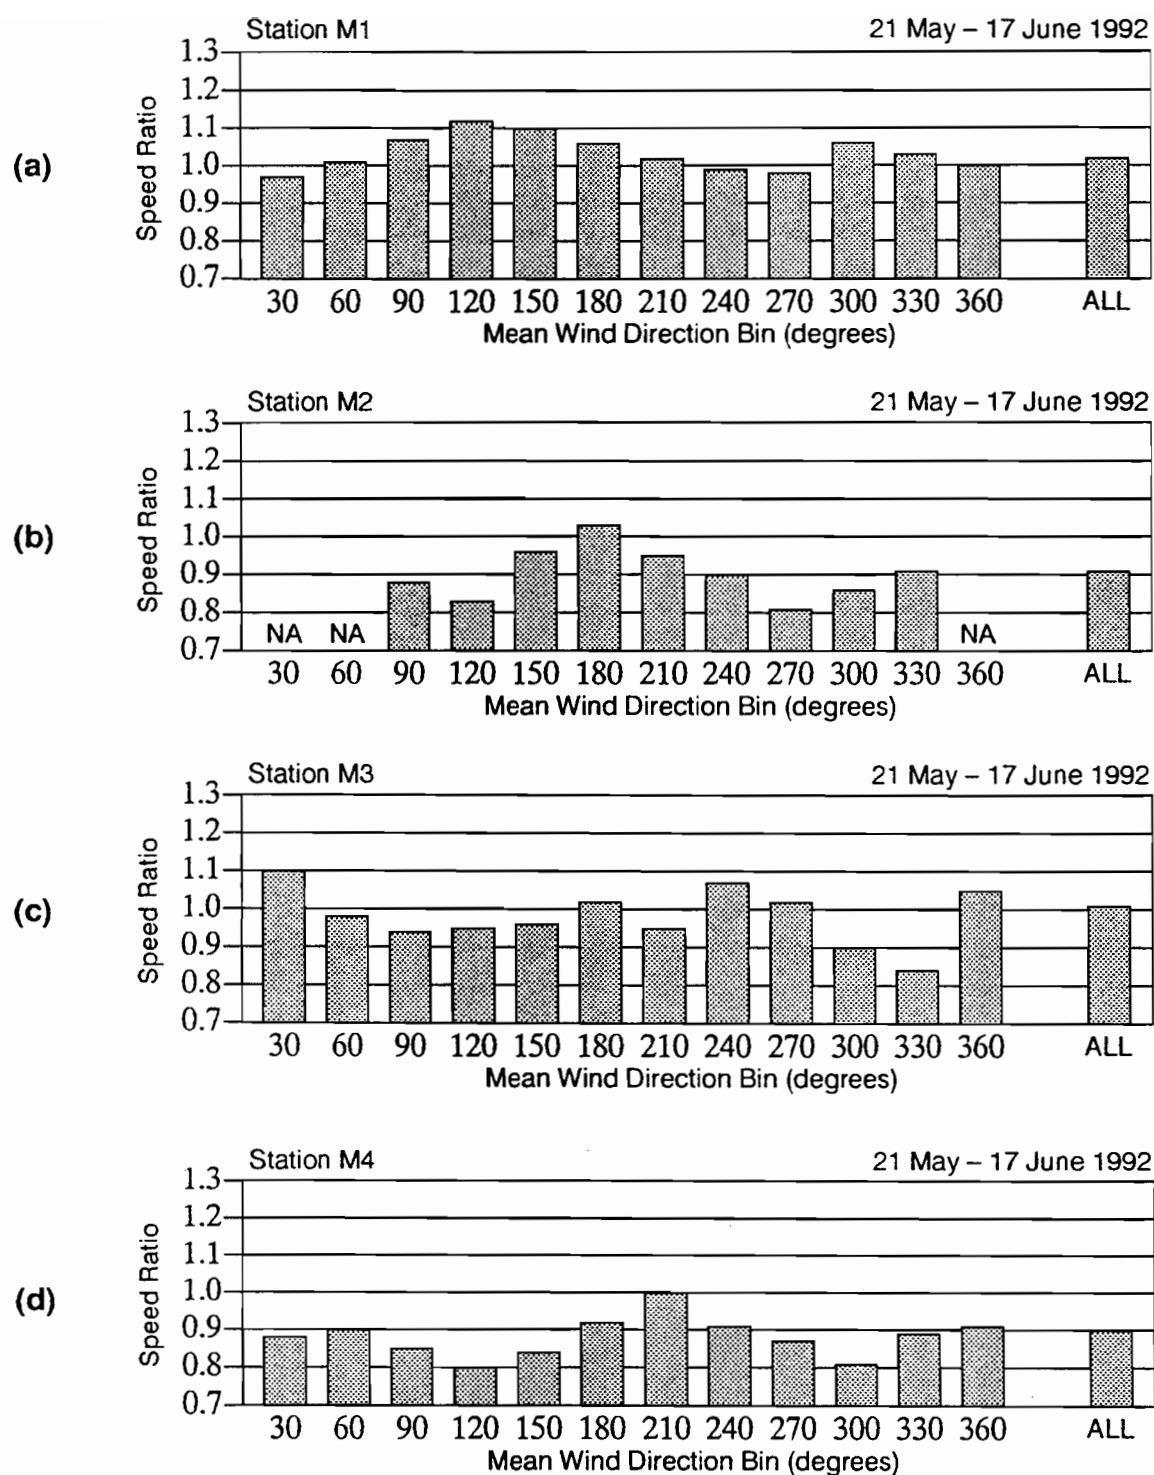 Station M1 21 May – 17 June 1992
(a)
Speed Ratio
1.3
1.2
1.1
1.0
0.9
0.8
0.7
30 60 90 120 150 180 210 240 270 300 330 360 ALL
Mean Wind Direction Bin (degrees)
Station M2 21 May – 17 June 1992
(b)
Speed Ratio
1.3
1.2
1.1
1.0
0.9
0.8
0.7
NA NA NA
30 60 90 120 150 180 210 240 270 300 330 360 ALL
Mean Wind Direction Bin (degrees)
Station M3 21 May – 17 June 1992
(c)
Speed Ratio
1.3
1.2
1.1
1.0
0.9
0.8
0.7
30 60 90 120 150 180 210 240 270 300 330 360 ALL
Mean Wind Direction Bin (degrees)
Station M4 21 May – 17 June 1992
(d)
Speed Ratio
1.3
1.2
1.1
1.0
0.9
0.8
0.7
30 60 90 120 150 180 210 240 270 300 330 360 ALL
Mean Wind Direction Bin (degrees)